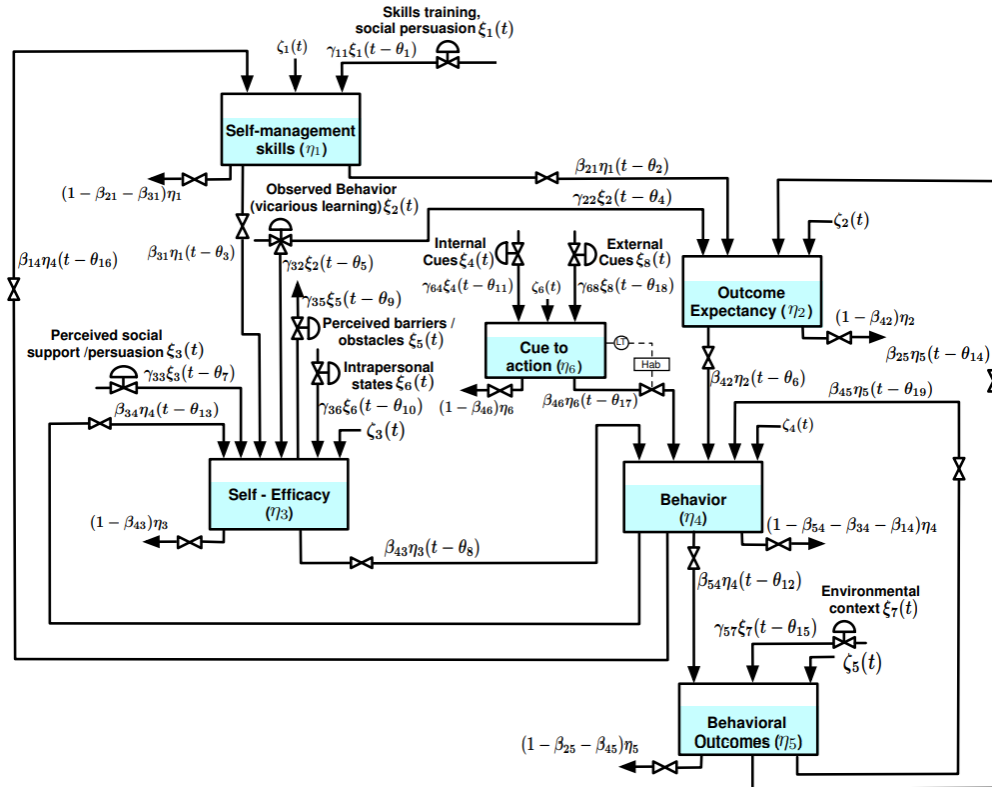 Skills training,
social persuasion ξ₁(t)
ζ₁(t)
γ₁₁ξ₁(t − θ₁)
Self-management
skills (η₁)
β₂₁η₁(t − θ₂)
(1 − β₂₁ − β₃₁)η₁
Observed Behavior
(vicarious learning) ξ₂(t)
γ₂₂ξ₂(t − θ₄)
ζ₂(t)
β₁₄η₄(t − θ₁₆)
β₃₁η₁(t − θ₃)
γ₃₂ξ₂(t − θ₅)
Internal
Cues ξ₄(t)
External
Cues ξ₈(t)
γ₆₄ξ₄(t − θ₁₁)
ζ₆(t)
γ₆₈ξ₈(t − θ₁₈)
Outcome
Expectancy (η₂)
γ₃₅ξ₅(t − θ₉)
Perceived barriers /
obstacles ξ₅(t)
(1 − β₄₂)η₂
Perceived social
support /persuasion ξ₃(t)
Cue to
action (η₆)
LT
Hab
β₂₅η₅(t − θ₁₄)
γ₃₃ξ₃(t − θ₇)
Intrapersonal
states ξ₆(t)
β₄₂η₂(t − θ₆)
β₄₅η₅(t − θ₁₉)
(1 − β₄₆)η₆
β₄₆η₆(t − θ₁₇)
β₃₄η₄(t − θ₁₃)
γ₃₆ξ₆(t − θ₁₀)
ζ₃(t)
ζ₄(t)
Self - Efficacy
(η₃)
Behavior
(η₄)
(1 − β₄₃)η₃
β₄₃η₃(t − θ₈)
(1 − β₅₄ − β₃₄ − β₁₄)η₄
β₅₄η₄(t − θ₁₂)
Environmental
context ξ₇(t)
γ₅₇ξ₇(t − θ₁₅)
ζ₅(t)
Behavioral
Outcomes (η₅)
(1 − β₂₅ − β₄₅)η₅